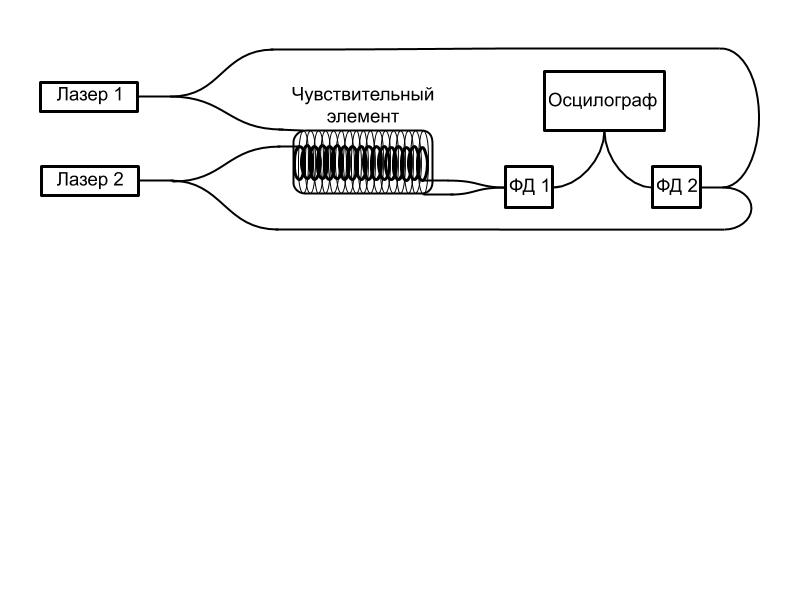 Лазер 1
Чувствительный
элемент
Осцилограф
Лазер 2
ФД 1
ФД 2